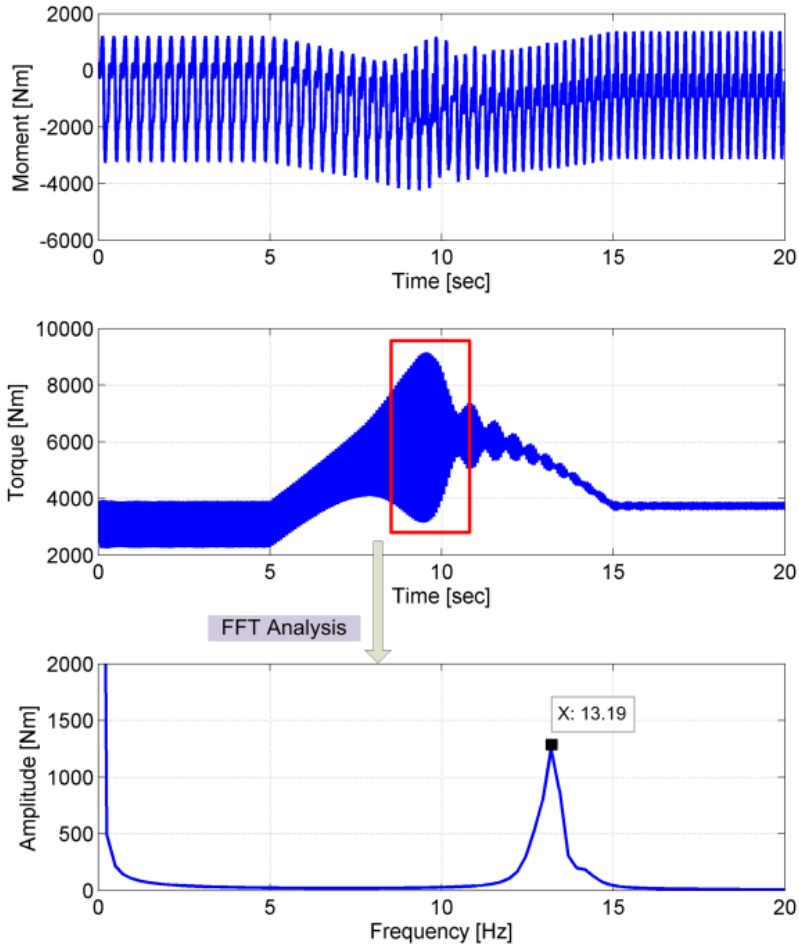 2000
0
-2000
-4000
-6000
Moment [Nm]
0 5 10 15 20
Time [sec]
10000
8000
6000
4000
2000
Torque [Nm]
0 5 10 15 20
Time [sec]
FFT Analysis
2000
1500
1000
500
0
Amplitude [Nm]
X: 13.19
0 5 10 15 20
Frequency [Hz]